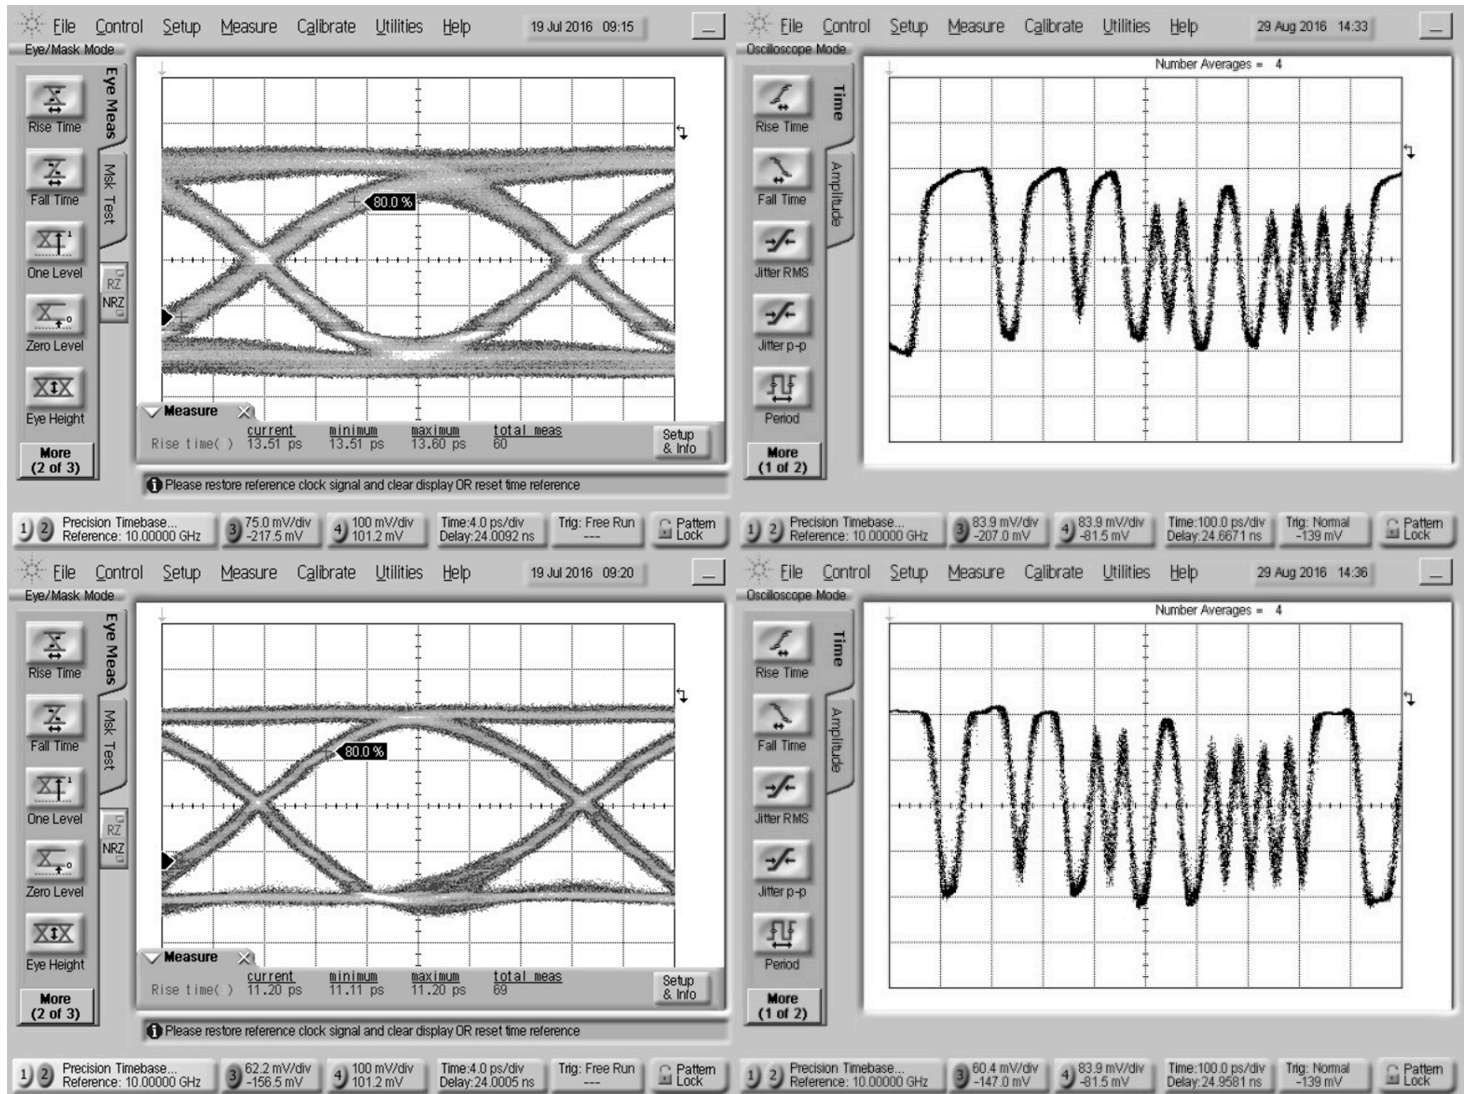 File Control Setup Measure Calibrate Utilities Help 19 Jul 2016 09:15
Eye/Mask Mode
Eye Meas
Msk Test
Rise Time
Fall Time
One Level
RZ
NRZ
Zero Level
Eye Height
More
(2 of 3)
80.0 %
Measure
current minimum maximum total meas
Rise time( ) 13.51 ps 13.51 ps 13.60 ps 60
Setup
& Info
Please restore reference clock signal and clear display OR reset time reference
1 2 Precision Timebase...
Reference: 10.00000 GHz
3 75.0 mV/div
-217.5 mV
4 100 mV/div
101.2 mV
Time:4.0 ps/div
Delay:24.0092 ns
Trig: Free Run
---
Pattern
Lock
File Control Setup Measure Calibrate Utilities Help 29 Aug 2016 14:33
Oscilloscope Mode
Number Averages = 4
Time
Amplitude
Rise Time
Fall Time
Jitter RMS
Jitter p-p
Period
More
(1 of 2)
1 2 Precision Timebase...
Reference: 10.00000 GHz
3 83.9 mV/div
-207.0 mV
4 83.9 mV/div
-81.5 mV
Time:100.0 ps/div
Delay:24.6671 ns
Trig: Normal
-139 mV
Pattern
Lock
File Control Setup Measure Calibrate Utilities Help 19 Jul 2016 09:20
Eye/Mask Mode
Eye Meas
Msk Test
Rise Time
Fall Time
One Level
RZ
NRZ
Zero Level
Eye Height
More
(2 of 3)
80.0 %
Measure
current minimum maximum total meas
Rise time( ) 11.20 ps 11.11 ps 11.20 ps 69
Setup
& Info
Please restore reference clock signal and clear display OR reset time reference
1 2 Precision Timebase...
Reference: 10.00000 GHz
3 62.2 mV/div
-156.5 mV
4 100 mV/div
101.2 mV
Time:4.0 ps/div
Delay:24.0005 ns
Trig: Free Run
---
Pattern
Lock
File Control Setup Measure Calibrate Utilities Help 29 Aug 2016 14:36
Oscilloscope Mode
Number Averages = 4
Time
Amplitude
Rise Time
Fall Time
Jitter RMS
Jitter p-p
Period
More
(1 of 2)
1 2 Precision Timebase...
Reference: 10.00000 GHz
3 60.4 mV/div
-147.0 mV
4 83.9 mV/div
-81.5 mV
Time:100.0 ps/div
Delay:24.9581 ns
Trig: Normal
-139 mV
Pattern
Lock